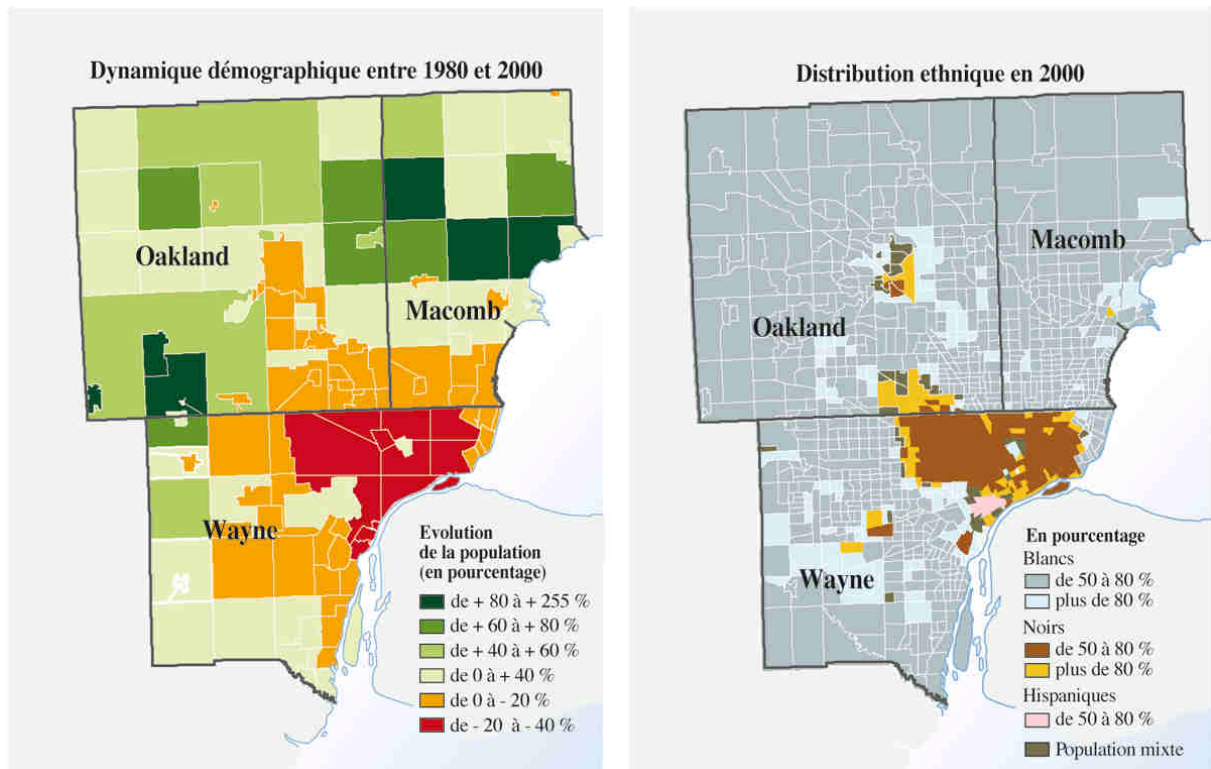 Dynamique démographique entre 1980 et 2000
Oakland
Macomb
Wayne
Evolution
de la population
(en pourcentage)
de + 80 à + 255 %
de + 60 à + 80 %
de + 40 à + 60 %
de 0 à + 40 %
de 0 à - 20 %
de - 20 à - 40 %
Distribution ethnique en 2000
Macomb
Oakland
Wayne
En pourcentage
Blancs
de 50 à 80 %
plus de 80 %
Noirs
de 50 à 80 %
plus de 80 %
Hispaniques
de 50 à 80 %
Population mixte